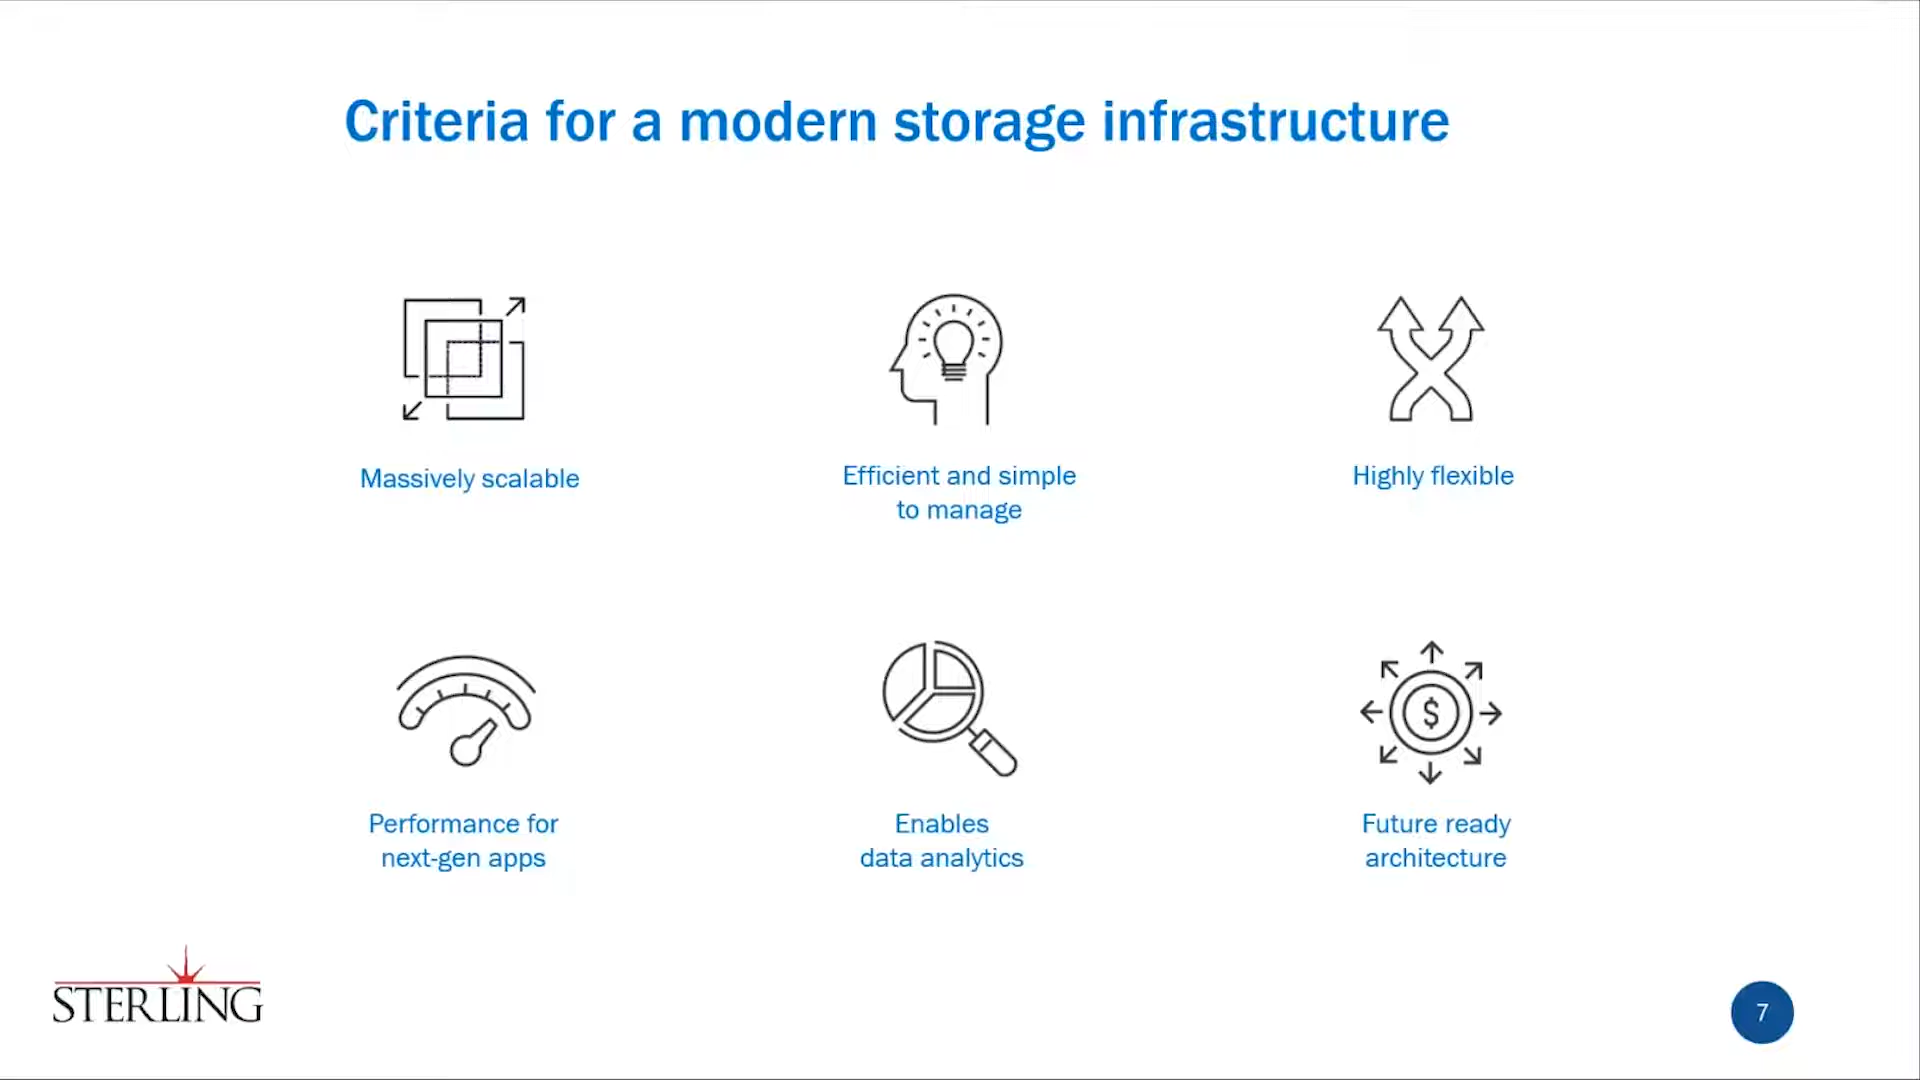 Criteria for a modern storage infrastructure
Massively scalable
Efficient and simple
to manage
Highly flexible
Performance for
next-gen apps
Enables
data analytics
$
Future ready
architecture
STERLING
7